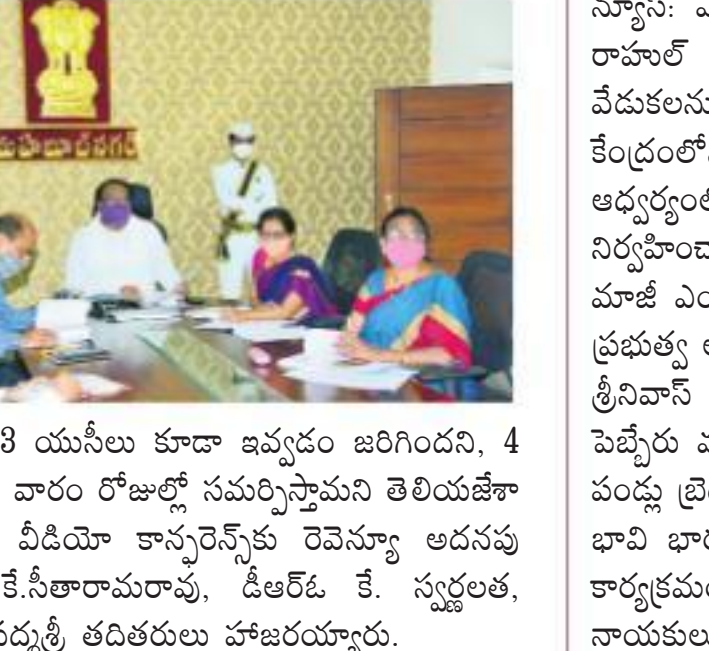 మహబూబ్‌నగర్
3 యుసీలు కూడా ఇవ్వడం జరిగిందని, 4
వారం రోజుల్లో సమర్పిస్తామని తెలియజేశా
వీడియో కాన్ఫరెన్స్‌కు రెవెన్యూ అదనపు
కే.సీతారామరావు, డీఆర్ఓ కే. స్వర్ణలత,
పద్మశ్రీ తదితరులు హాజరయ్యారు.
న్యూస్:
రాహుల్
వేడుకలను
కేంద్రంలో
ఆధ్వర్యంలో
నిర్వహించా
మాజీ ఎం
ప్రభుత్వ
శ్రీనివాస్
పెబ్బేరు
పండ్లు బ్రె
భావి భార
కార్యక్రమం
నాయకులు